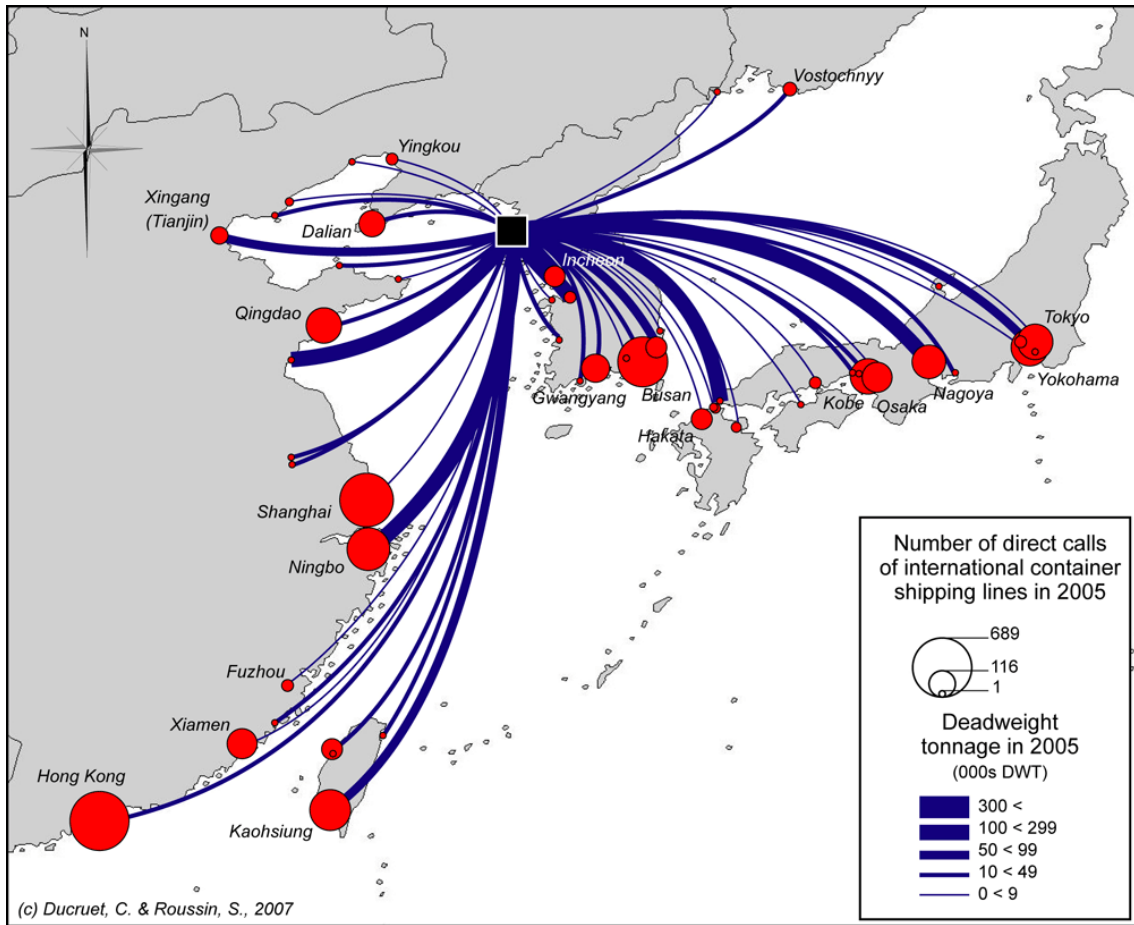 N
Vostochnyy
Yingkou
Xingang
(Tianjin)
Dalian
Incheon
Qingdao
Tokyo
Yokohama
Nagoya
Gwangyang
Busan
Kobe
Osaka
Hakata
Shanghai
Ningbo
Fuzhou
Xiamen
Hong Kong
Kaohsiung
Number of direct calls
of international container
shipping lines in 2005
689
116
1
Deadweight
tonnage in 2005
(000s DWT)
300 <
100 < 299
50 < 99
10 < 49
0 < 9
(c) Ducruet, C. & Roussin, S., 2007